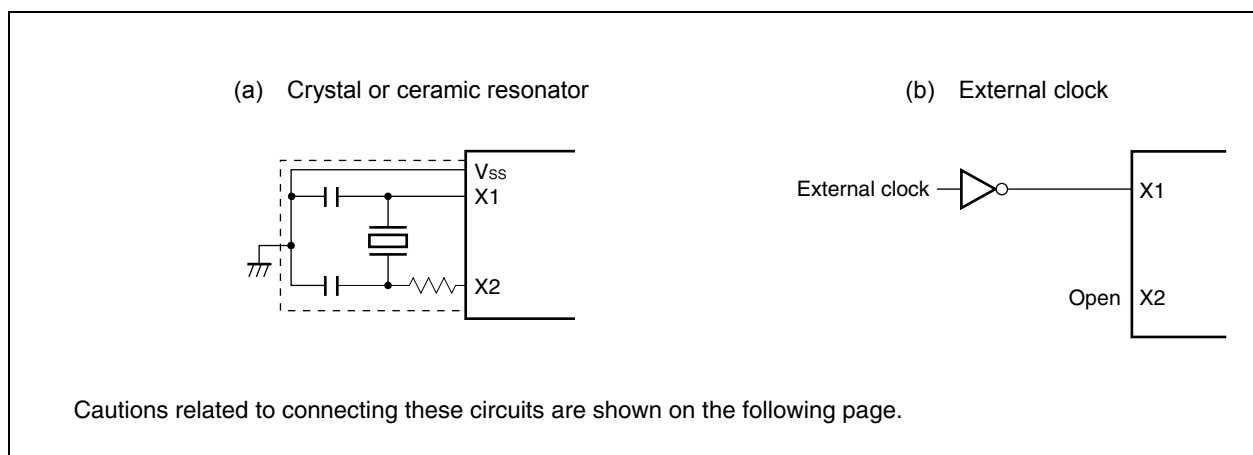 (a) Crystal or ceramic resonator
VSS
X1
X2
(b) External clock
External clock
X1
Open
X2
Cautions related to connecting these circuits are shown on the following page.